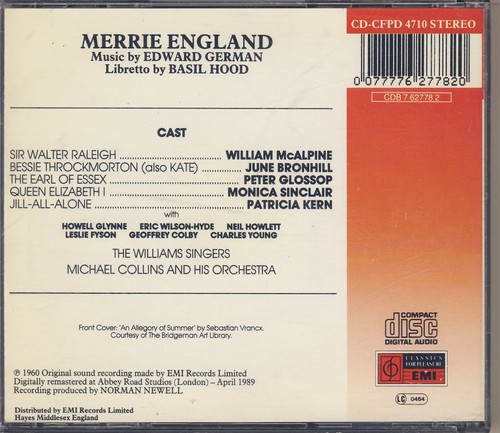 MERRIE ENGLAND
Music by EDWARD GERMAN
Libretto by BASIL HOOD
CD-CFPD 4710 STEREO
0 077776 277820
CDB 7 62778 2
CAST
SIR WALTER RALEIGH ........ WILLIAM McALPINE
BESSIE THROCKMORTON (also KATE) ........ JUNE BRONHILL
THE EARL OF ESSEX ........ PETER GLOSSOP
QUEEN ELIZABETH I ........ MONICA SINCLAIR
JILL-ALL-ALONE ........ PATRICIA KERN
with
HOWELL GLYNNE ERIC WILSON-HYDE NEIL HOWLETT
LESLIE FYSON GEOFFREY COLBY CHARLES YOUNG
THE WILLIAMS SINGERS
MICHAEL COLLINS AND HIS ORCHESTRA
Front Cover: 'An Allegory of Summer' by Sebastian Vrancx.
Courtesy of The Bridgeman Art Library.
COMPACT
disc
DIGITAL AUDIO
CLASSICS
FOR PLEASURE
EMI
LC 0464
℗ 1960 Original sound recording made by EMI Records Limited
Digitally remastered at Abbey Road Studios (London) – April 1989
Recording produced by NORMAN NEWELL
Distributed by EMI Records Limited
Hayes Middlesex England